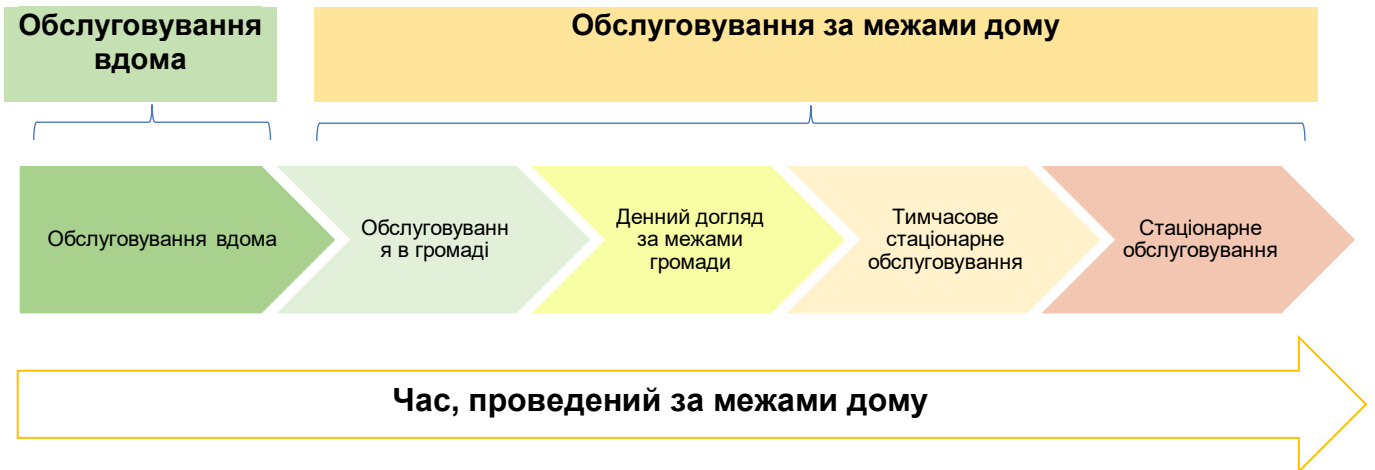 Обслуговування
вдома
Обслуговування за межами дому
Обслуговування вдома
Обслуговуванн
я в громаді
Денний догляд
за межами
громади
Тимчасове
стаціонарне
обслуговування
Стаціонарне
обслуговування
Час, проведений за межами дому